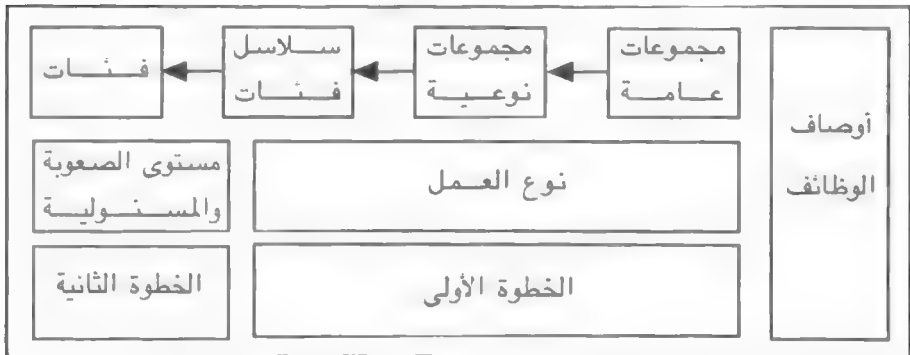 مجموعات
عامة
مجموعات
نوعية
سلاسل
فئات
فئات
أوصاف
الوظائف
نوع العمل
مستوى الصعوبة
والمسئولية
الخطوة الأولى
الخطوة الثانية